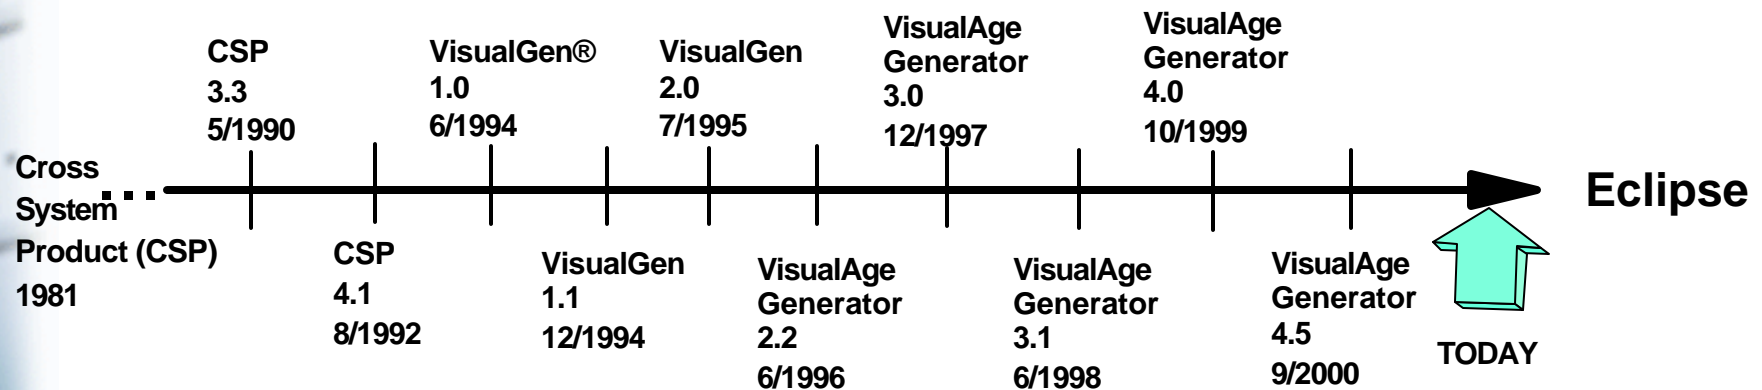 Cross
System
Product (CSP)
1981
CSP
3.3
5/1990
CSP
4.1
8/1992
VisualGen®
1.0
6/1994
VisualGen
1.1
12/1994
VisualGen
2.0
7/1995
VisualAge
Generator
2.2
6/1996
VisualAge
Generator
3.0
12/1997
VisualAge
Generator
3.1
6/1998
VisualAge
Generator
4.0
10/1999
VisualAge
Generator
4.5
9/2000
TODAY
Eclipse